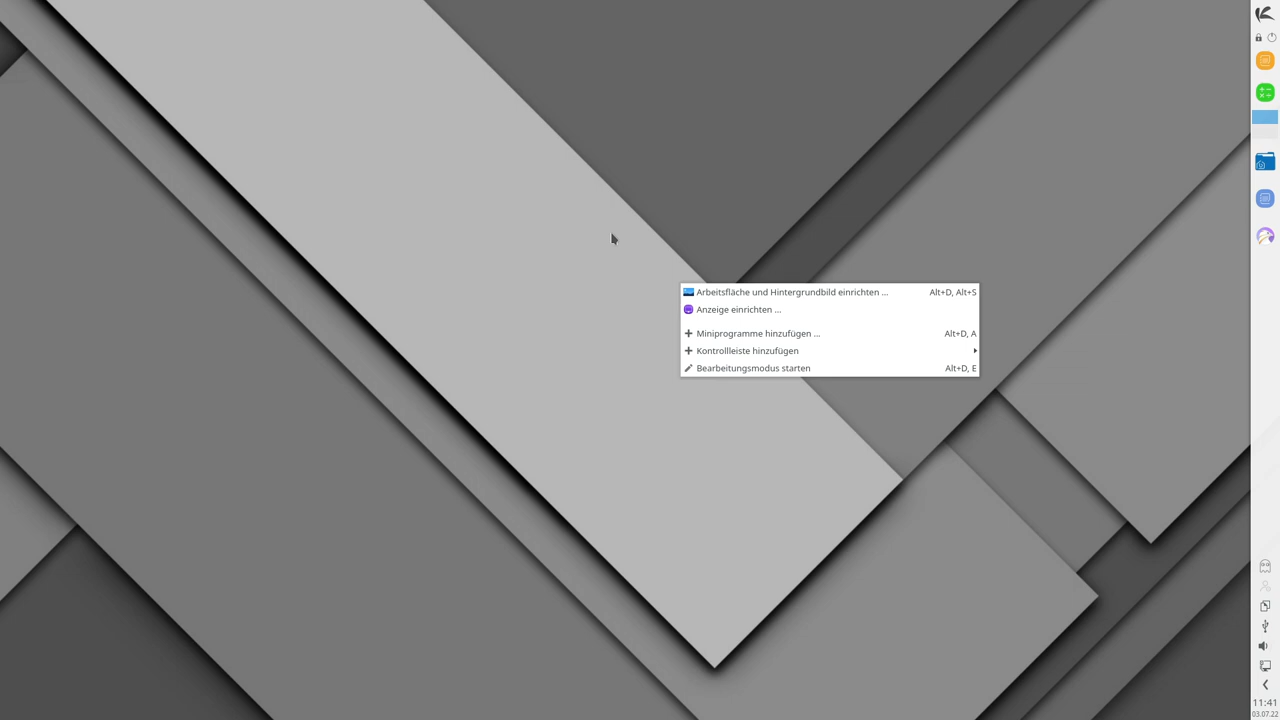 Arbeitsfläche und Hintergrundbild einrichten ... Alt+D, Alt+S
Anzeige einrichten ...
Miniprogramme hinzufügen ... Alt+D, A
Kontrollleiste hinzufügen
Bearbeitungsmodus starten Alt+D, E
11:41
03.07.22